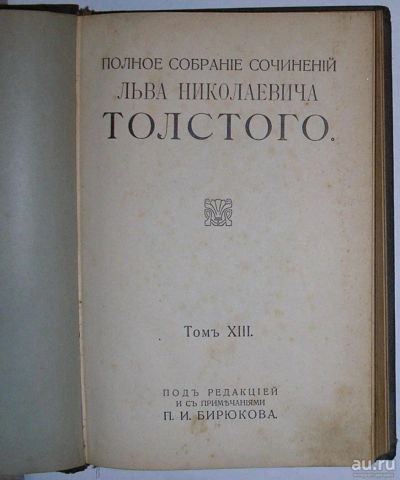 ПОЛНОЕ СОБРАНІЕ СОЧИНЕНІЙ
ЛЬВА НИКОЛАЕВИЧА
ТОЛСТОГО.
Томъ XIII.
ПОДЪ РЕДАКЦІЕЙ
И СЪ ПРИМѢЧАНІЯМИ
П. И. БИРЮКОВА.
au.ru